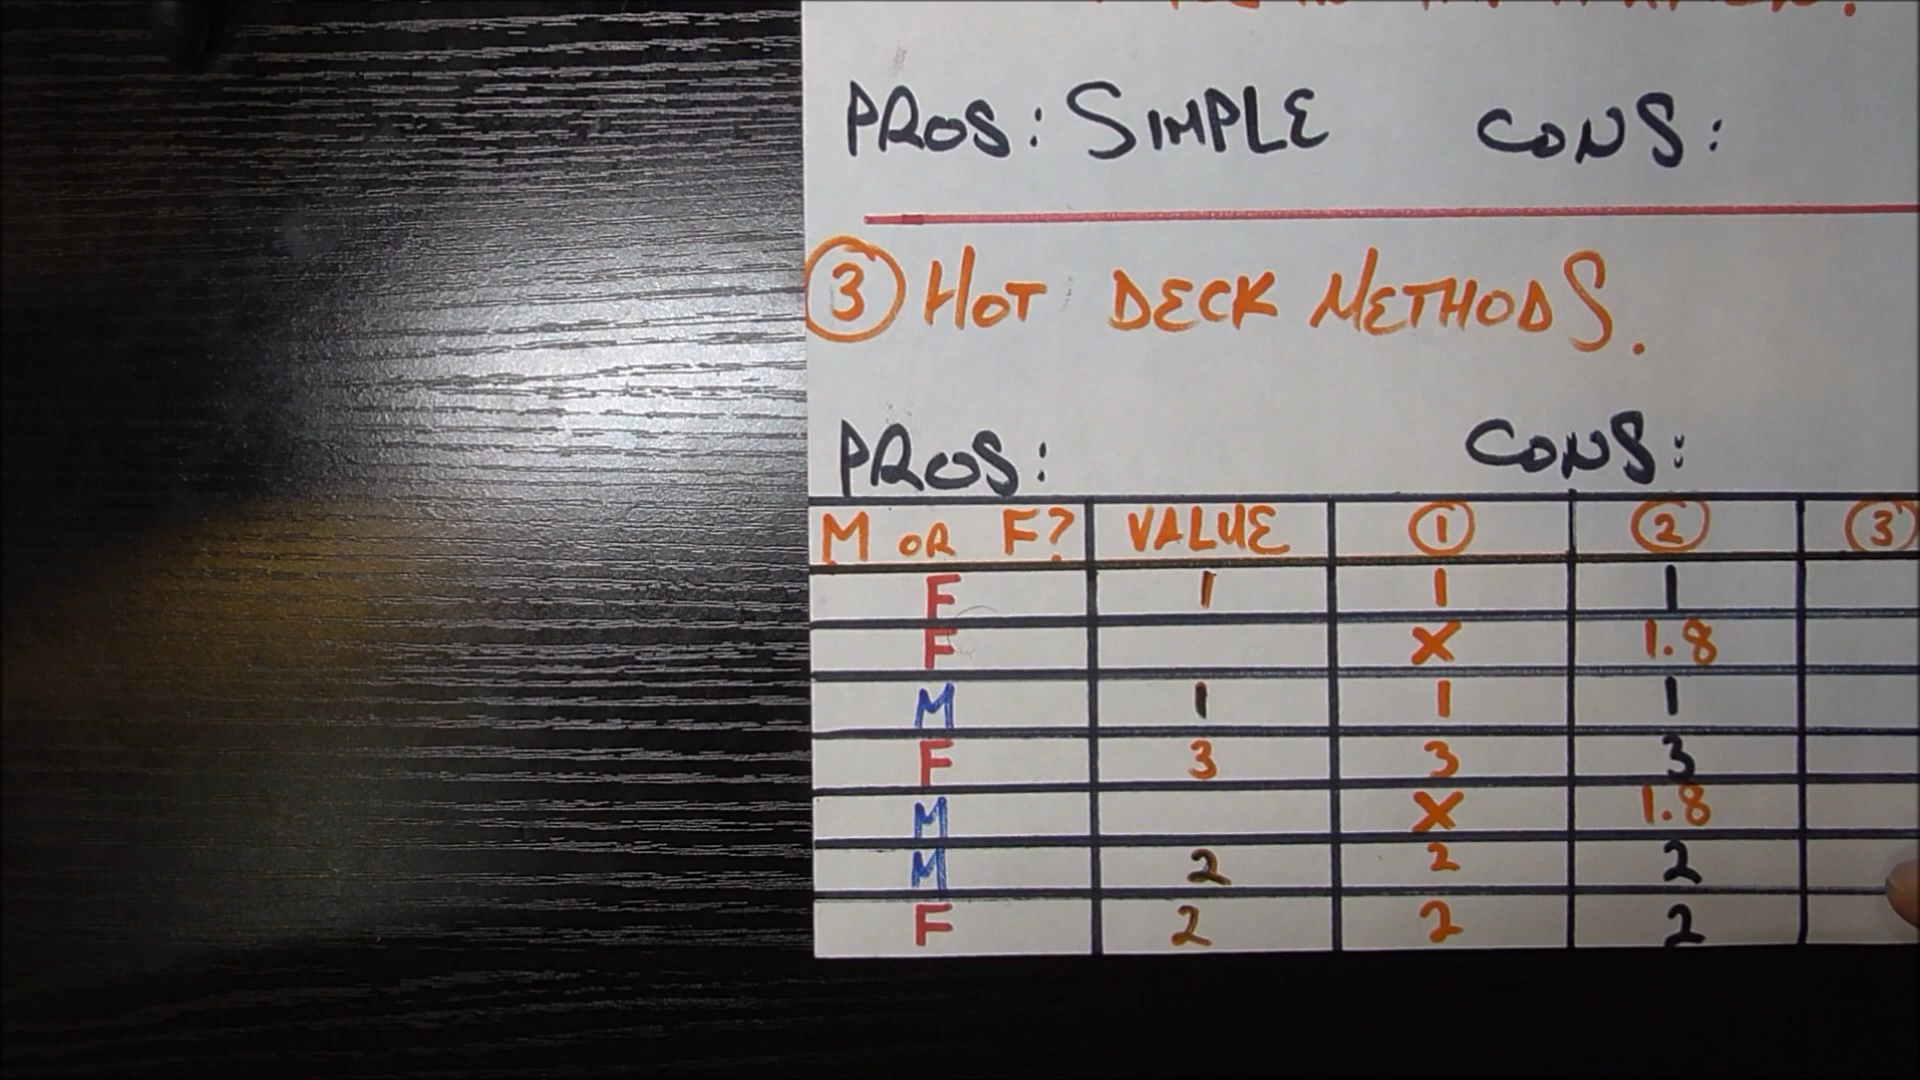 PROS: SIMPLE CONS:
3 HOT DECK METHODS.
PROS: CONS:
M OR F? VALUE 1 2 3
F 1 1 1
F X 1.8
M 1 1 1
F 3 3 3
M X 1.8
M 2 2 2
F 2 2 2